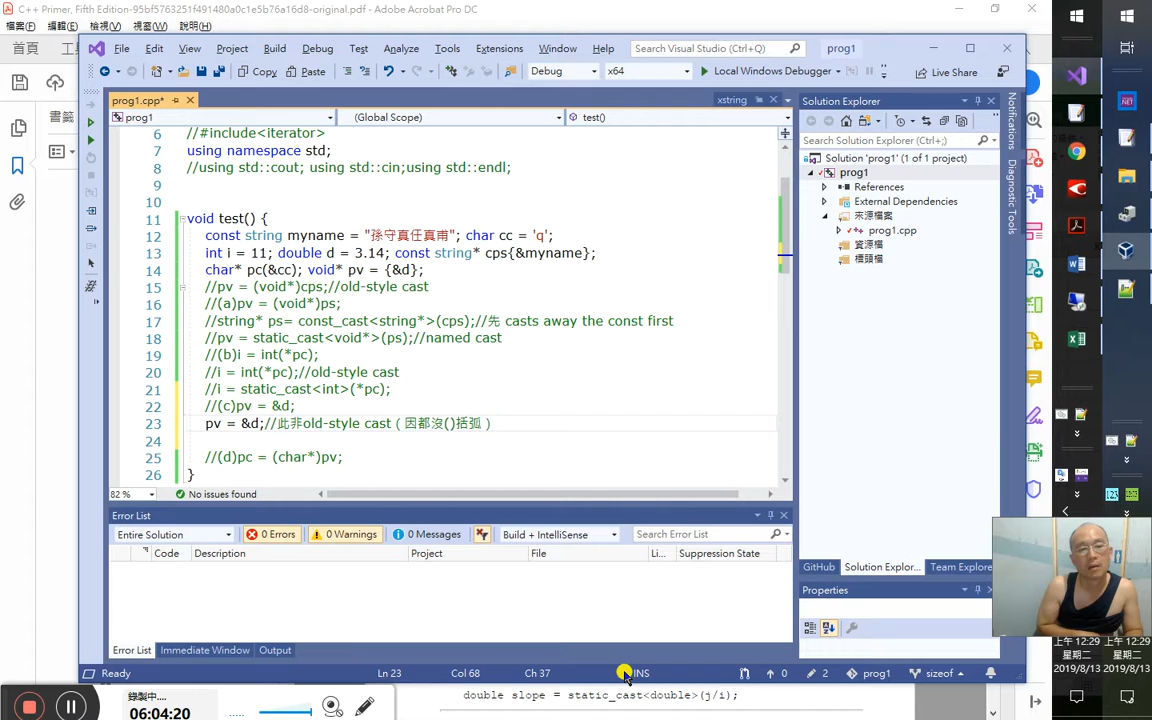 C++ Primer, Fifth Edition-95bf5713724bf481480a0c1e5b76a16d8-original.pdf - Adobe Acrobat Pro DC
檔案(F) 編輯(E) 檢視(V) 視窗(W) 說明(H)
首頁
書籤
File Edit View Project Build Debug Test Analyze Tools Extensions Window Help Search Visual Studio (Ctrl+Q) prog1
Copy Paste Debug x64 Local Windows Debugger Live Share
prog1.cpp* xstring
prog1 (Global Scope) test()
6 //#include<iterator>
7 using namespace std;
8 //using std::cout; using std::cin;using std::endl;
9
10
11 void test() {
12 const string myname = "孫守真任真甫"; char cc = 'q';
13 int i = 11; double d = 3.14; const string* cps{&myname};
14 char* pc(&cc); void* pv = {&d};
15 //pv = (void*)cps;//old-style cast
16 //(a)pv = (void*)ps;
17 //string* ps= const_cast<string*>(cps);//先 casts away the const first
18 //pv = static_cast<void*>(ps);//named cast
19 //(b)i = int(*pc);
20 //i = int(*pc);//old-style cast
21 //i = static_cast<int>(*pc);
22 //(c)pv = &d;
23 pv = &d;//此非old-style cast（因都沒()括弧）
24
25 //(d)pc = (char*)pv;
26 }
82 % No issues found
Solution Explorer
Search Solution Explorer (Ctrl+;)
Solution 'prog1' (1 of 1 project)
prog1
References
External Dependencies
來源檔案
prog1.cpp
資源檔
標頭檔
Notifications
Diagnostic Tools
GitHub Solution Explor... Team Explorer
Properties
Error List
Entire Solution 0 Errors 0 Warnings 0 Messages Build + IntelliSense Search Error List
Code Description Project File Li... Suppression State
Error List Immediate Window Output
Ready Ln 23 Col 68 Ch 37 INS 0 2 prog1 sizeof
double slope = static_cast<double>(j/i);
錄製中...
06:04:20
上午 12:29
星期二
2019/8/13
上午 12:29
星期二
2019/8/13